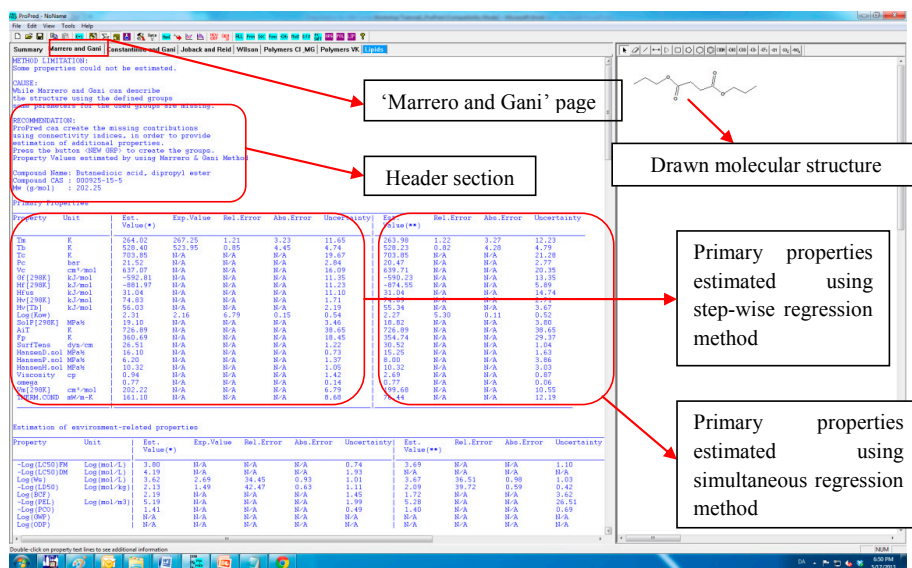 ProPred - NoName
File Edit View Tools Help
Summary Marrero and Gani Constantinou and Gani Joback and Reid Wilson Polymers CI_MG Polymers VK Lipids
METHOD LIMITATION:
Some properties could not be estimated.
CAUSE:
While Marrero and Gani can describe
the structure using the defined groups
some parameters for the used groups are missing.
RECOMMENDATION:
ProPred can create the missing contributions
using connectivity indices, in order to provide
estimation of additional properties.
Press the button <NEW GRP> to create the groups.
Property Values estimated by using Marrero & Gani Method
Compound Name: Butanedioic acid, dipropyl ester
Compound CAS : 000925-15-5
Mw (g/mol) : 202.25
'Marrero and Gani' page
Header section
Drawn molecular structure
Primary Properties
Property Unit | Est. Exp.Value Rel.Error Abs.Error Uncertainty| Est. Rel.Error Abs.Error Uncertainty
| Value(*) Value(**)
Tm K | 264.02 267.25 1.21 3.23 11.65 263.98 1.22 3.27 12.23
Tb K | 528.40 523.95 0.85 4.45 4.74 528.23 0.82 4.28 4.79
Tc K | 703.85 N/A N/A N/A 19.67 703.85 N/A N/A 21.28
Pc bar | 21.52 N/A N/A N/A 2.84 20.47 N/A N/A 2.77
Vc cm³/mol | 637.07 N/A N/A N/A 16.09 639.71 N/A N/A 20.35
Gf[298K] kJ/mol | -592.81 N/A N/A N/A 11.35 -590.23 N/A N/A 13.35
Hf[298K] kJ/mol | -881.97 N/A N/A N/A 11.23 -874.55 N/A N/A 5.89
Hfus kJ/mol | 31.04 N/A N/A N/A 11.10 31.04 N/A N/A 14.74
Hv[298K] kJ/mol | 74.83 N/A N/A N/A 1.71 N/A N/A
Hv[Tb] kJ/mol | 56.03 N/A N/A N/A 2.19 55.34 N/A N/A 3.67
Log(Kow) | 2.31 2.16 6.79 0.15 0.54 2.27 5.30 0.11 0.52
SolP[298K] MPa½ | 19.10 N/A N/A N/A 3.46 18.82 N/A N/A 3.80
AiT K | 726.89 N/A N/A N/A 38.65 726.89 N/A N/A 38.65
Fp K | 360.69 N/A N/A N/A 18.45 354.74 N/A N/A 29.37
SurfTens dyn/cm | 26.51 N/A N/A N/A 1.22 30.52 N/A N/A 1.04
HansenD.sol MPa½ | 16.10 N/A N/A N/A 0.73 15.25 N/A N/A 1.63
HansenP.sol MPa½ | 6.20 N/A N/A N/A 1.37 8.00 N/A N/A 3.86
HansenH.sol MPa½ | 10.32 N/A N/A N/A 1.05 10.32 N/A N/A 3.03
Viscosity cp | 0.94 N/A N/A N/A 1.42 2.69 N/A N/A 0.87
omega | 0.77 N/A N/A N/A 0.14 0.77 N/A N/A 0.06
Vm[298K] cm³/mol | 202.22 N/A N/A N/A 6.79 199.68 N/A N/A 10.55
THERM.COND mW/m-K | 161.10 N/A N/A N/A 8.68 N/A N/A 12.19
Primary properties
estimated using
step-wise regression
method
Primary properties
estimated using
simultaneous regression
method
Estimation of environment-related properties
Property Unit | Est. Exp.Value Rel.Error Abs.Error Uncertainty| Est. Rel.Error Abs.Error Uncertainty
| Value(*) | Value(**)
-Log(LC50)FM Log(mol/L) | 3.80 N/A N/A N/A 0.74 | 3.69 N/A N/A 1.10
-Log(LC50)DM Log(mol/L) | 4.19 N/A N/A N/A 1.93 | N/A N/A N/A N/A
Log(Ws) Log(mol/L) | 3.62 2.69 34.45 0.93 1.01 | 3.67 36.51 0.98 1.03
-Log(LD50) Log(mol/kg)| 2.13 1.49 42.47 0.63 1.11 | 2.09 39.72 0.59 0.42
Log(BCF) | 2.19 N/A N/A N/A 1.45 | 1.72 N/A N/A 3.62
-Log(PEL) Log(mol/m3)| 5.19 N/A N/A N/A 1.99 | 5.28 N/A N/A 26.51
-Log(PCO) | 1.41 N/A N/A N/A 0.49 | 1.40 N/A N/A 0.69
Log(GWP) | N/A N/A N/A N/A N/A | N/A N/A N/A N/A
Log(ODP) | N/A N/A N/A N/A N/A | N/A N/A N/A N/A
Double-click on property text lines to see additional information
NUM
DA
6:50 PM
5/17/2013